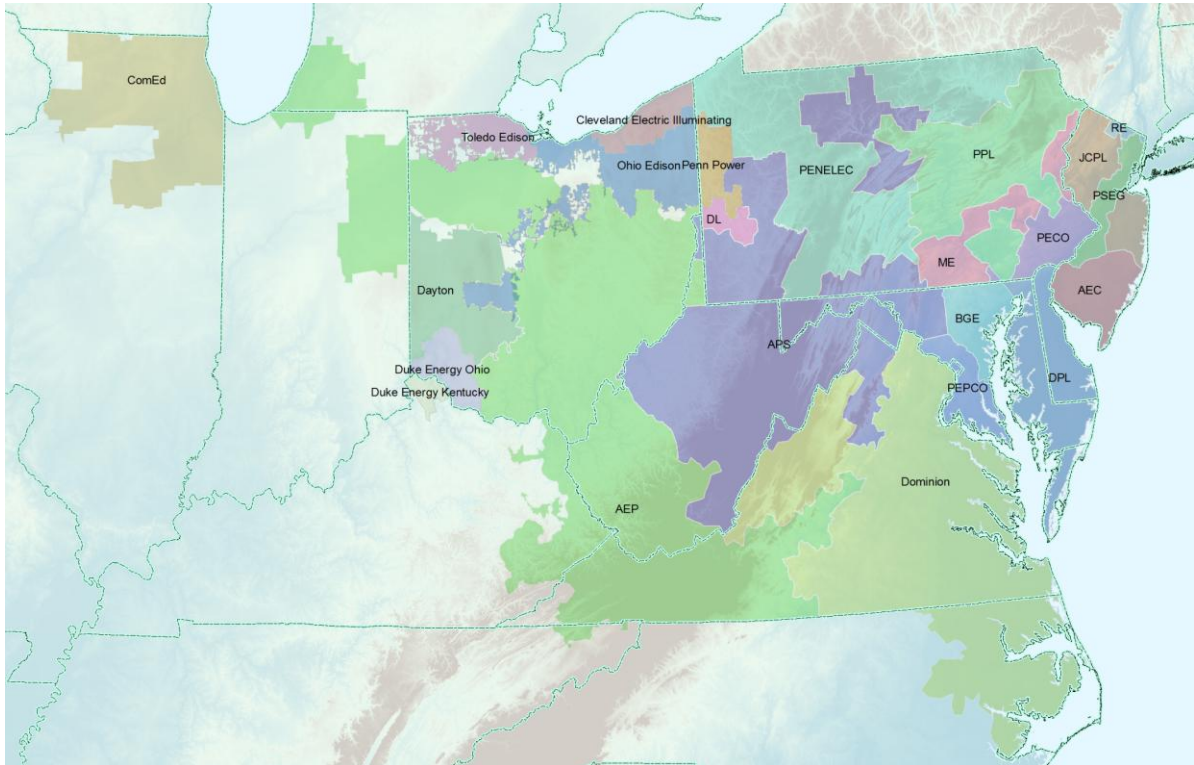 ComEd
Cleveland Electric Illuminating
RE
Toledo Edison
JCPL
PPL
Ohio Edison
Penn Power
PENELEC
PSEG
DL
PECO
ME
Dayton
AEC
BGE
APS
Duke Energy Ohio
DPL
PEPCO
Duke Energy Kentucky
Dominion
AEP